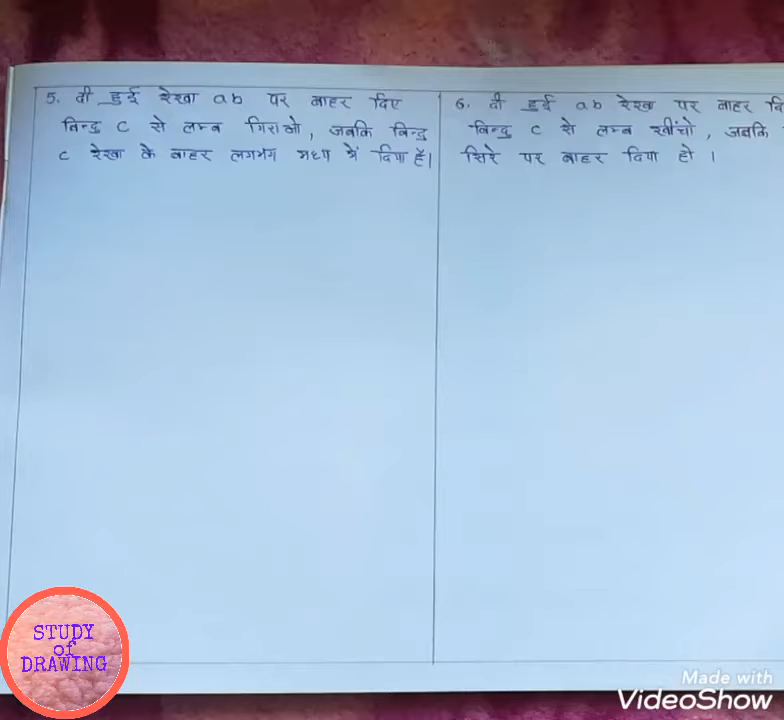 5. दी हुई रेखा ab पर बाहर दिए
बिन्दु C से लम्ब गिराओ, जबकि बिन्दु
C रेखा के बाहर लगभग मध्य में दिया है।
6. दी हुई ab रेखा पर बाहर
बिन्दु C से लम्ब खींचो, जबकि
सिरे पर बाहर दिया हो ।
STUDY
of
DRAWING
Made with
VideoShow